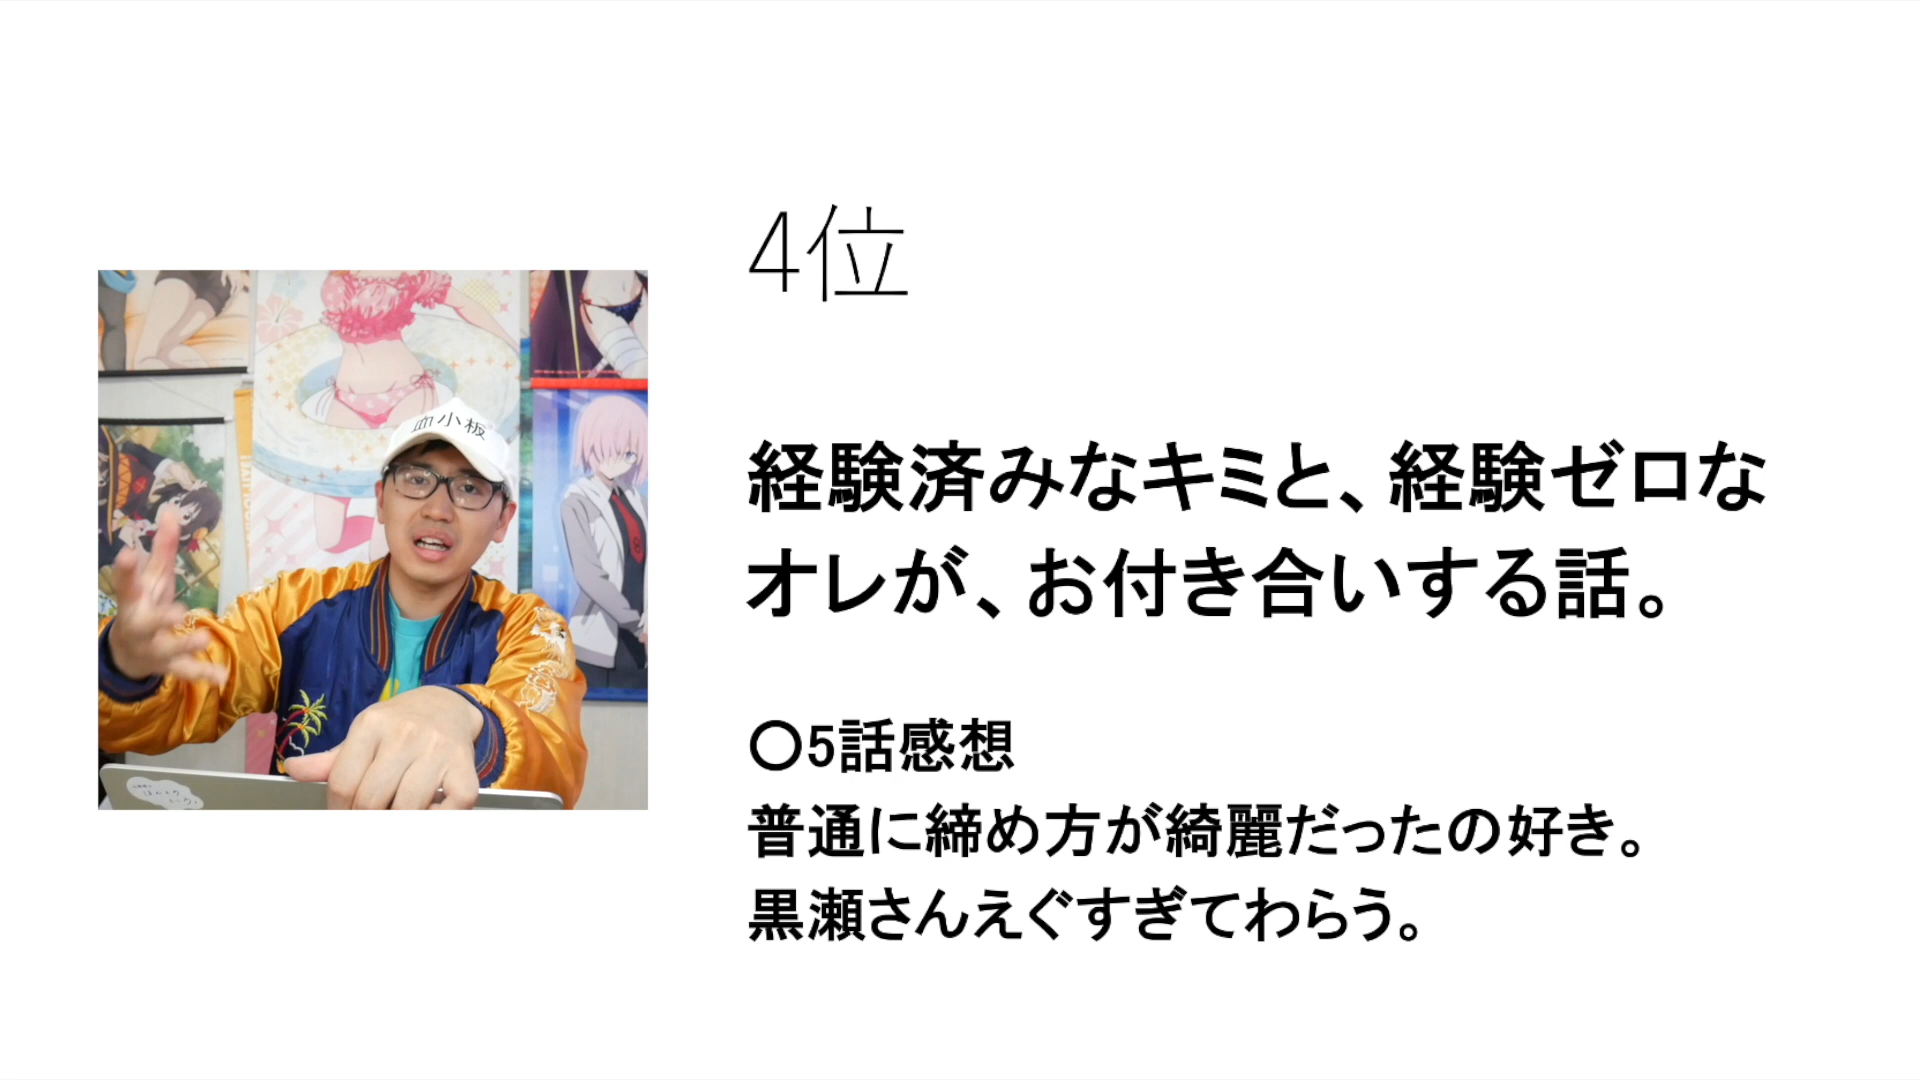 4位
経験済みなキミと、経験ゼロな
オレが、お付き合いする話。
〇5話感想
普通に締め方が綺麗だったの好き。
黒瀬さんえぐすぎてわらう。
血小板